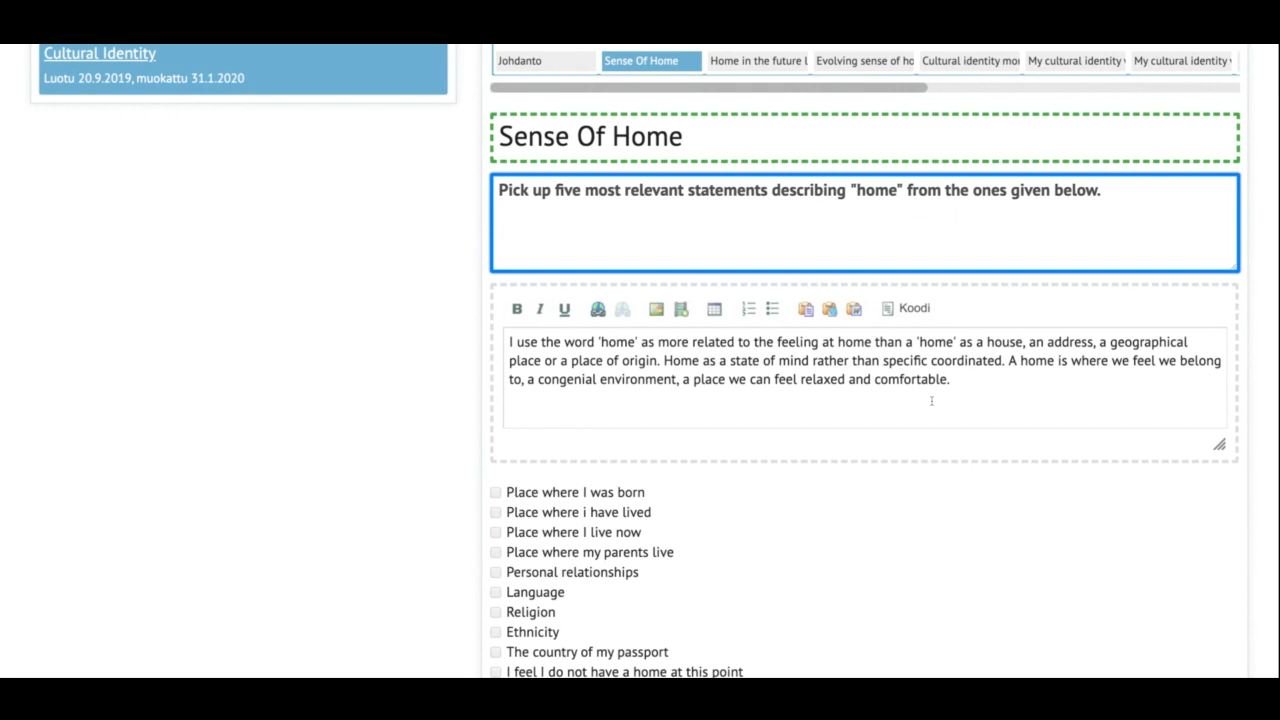 Cultural Identity
Luotu 20.9.2019, muokattu 31.1.2020
Johdanto
Sense Of Home
Home in the future l
Evolving sense of ho
Cultural identity mo
My cultural identity
My cultural identity
Sense Of Home
Pick up five most relevant statements describing "home" from the ones given below.
B I U
Koodi
I use the word 'home' as more related to the feeling at home than a 'home' as a house, an address, a geographical
place or a place of origin. Home as a state of mind rather than specific coordinated. A home is where we feel we belong
to, a congenial environment, a place we can feel relaxed and comfortable.
Place where I was born
Place where i have lived
Place where I live now
Place where my parents live
Personal relationships
Language
Religion
Ethnicity
The country of my passport
I feel I do not have a home at this point